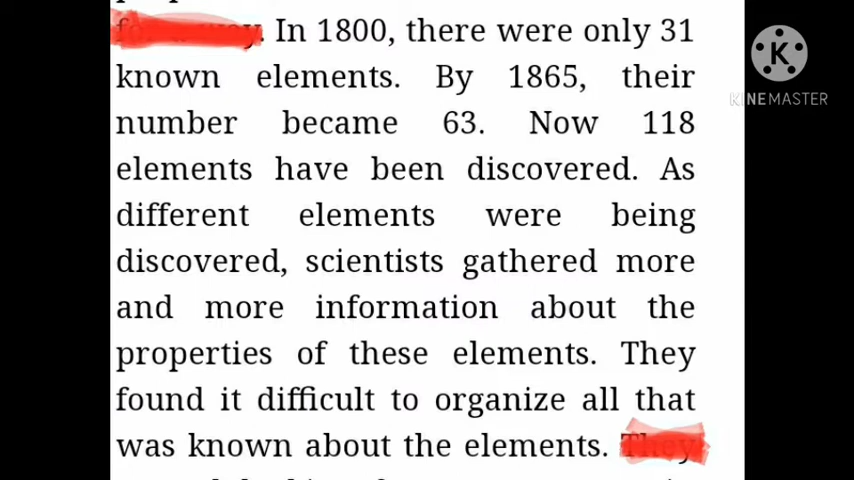 In 1800, there were only 31
known elements. By 1865, their
number became 63. Now 118
elements have been discovered. As
different elements were being
discovered, scientists gathered more
and more information about the
properties of these elements. They
found it difficult to organize all that
was known about the elements. They
K
KINEMASTER